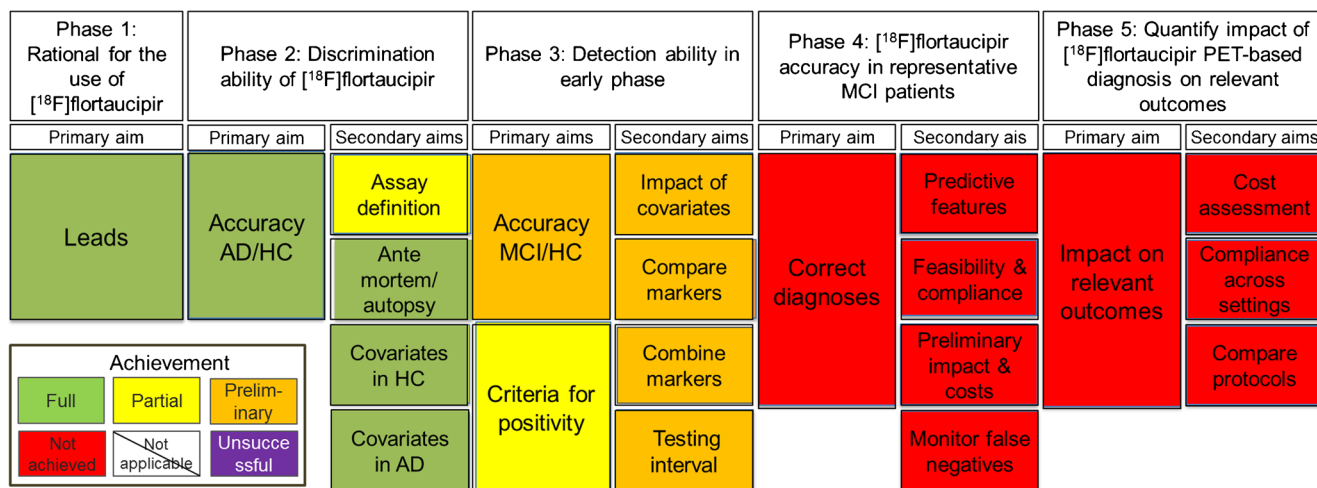 Phase 1:
Rational for the
use of
[¹⁸F]flortaucipir
Phase 2: Discrimination
ability of [¹⁸F]flortaucipir
Phase 3: Detection ability in
early phase
Phase 4: [¹⁸F]flortaucipir
accuracy in representative
MCI patients
Phase 5: Quantify impact of
[¹⁸F]flortaucipir PET-based
diagnosis on relevant
outcomes
Primary aim
Primary aim
Secondary aims
Primary aims
Secondary aims
Primary aim
Secondary ais
Primary aim
Secondary aims
Leads
Accuracy
AD/HC
Assay
definition
Ante
mortem/
autopsy
Covariates
in HC
Covariates
in AD
Accuracy
MCI/HC
Criteria for
positivity
Impact of
covariates
Compare
markers
Combine
markers
Testing
interval
Correct
diagnoses
Predictive
features
Feasibility &
compliance
Preliminary
impact &
costs
Monitor false
negatives
Impact on
relevant
outcomes
Cost
assessment
Compliance
across
settings
Compare
protocols
Achievement
Full
Partial
Prelim-
inary
Not
achieved
Not
applicable
Unsucce
ssful